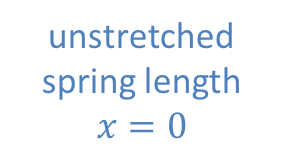 unstretched
spring length
x = 0